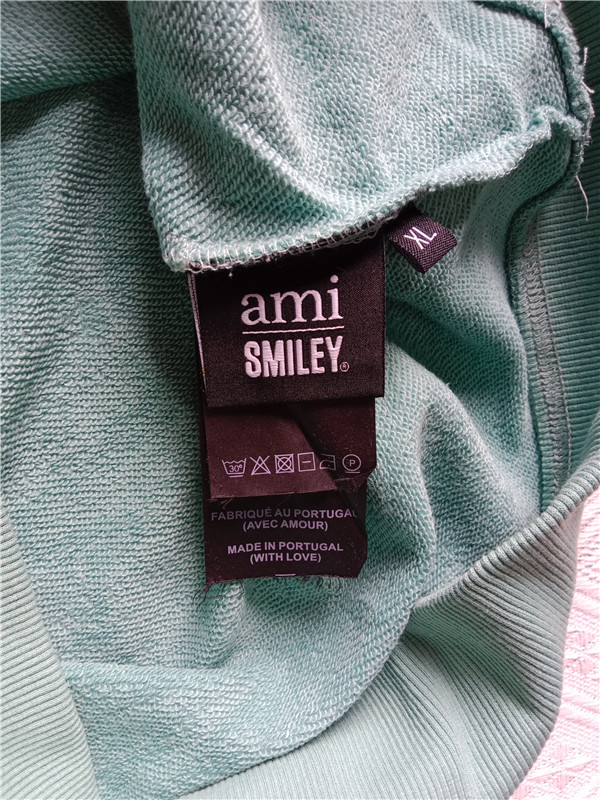 XL
ami
SMILEY®
30° P
FABRIQUÉ AU PORTUGAL
(AVEC AMOUR)
MADE IN PORTUGAL
(WITH LOVE)